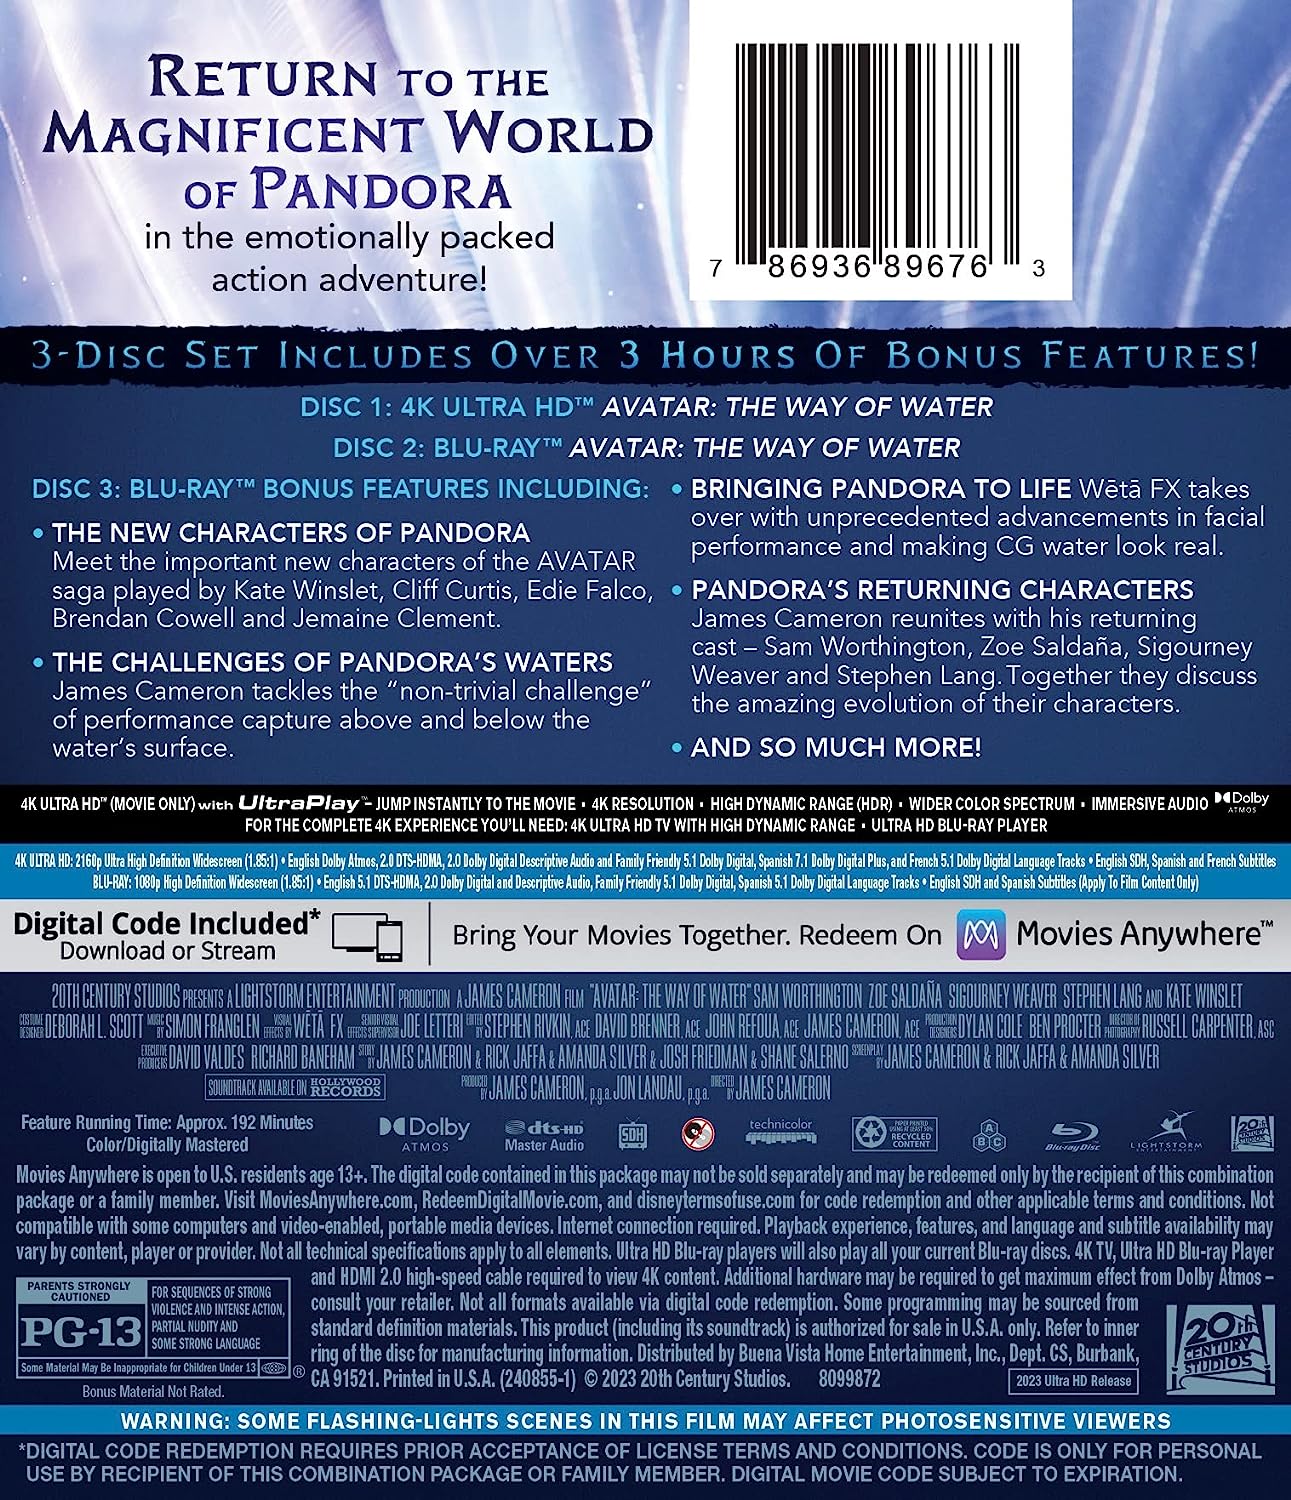 RETURN TO THE
MAGNIFICENT WORLD
OF PANDORA
in the emotionally packed
action adventure!
7 86936 89676 3
3-DISC SET INCLUDES OVER 3 HOURS OF BONUS FEATURES!
DISC 1: 4K ULTRA HD™ AVATAR: THE WAY OF WATER
DISC 2: BLU-RAY™ AVATAR: THE WAY OF WATER
DISC 3: BLU-RAY™ BONUS FEATURES INCLUDING:
• THE NEW CHARACTERS OF PANDORA
Meet the important new characters of the AVATAR
saga played by Kate Winslet, Cliff Curtis, Edie Falco,
Brendan Cowell and Jemaine Clement.
• THE CHALLENGES OF PANDORA'S WATERS
James Cameron tackles the "non-trivial challenge"
of performance capture above and below the
water's surface.
• BRINGING PANDORA TO LIFE Wētā FX takes
over with unprecedented advancements in facial
performance and making CG water look real.
• PANDORA'S RETURNING CHARACTERS
James Cameron reunites with his returning
cast – Sam Worthington, Zoe Saldaña, Sigourney
Weaver and Stephen Lang. Together they discuss
the amazing evolution of their characters.
• AND SO MUCH MORE!
4K ULTRA HD™ (MOVIE ONLY) with UltraPlay™ – JUMP INSTANTLY TO THE MOVIE • 4K RESOLUTION • HIGH DYNAMIC RANGE (HDR) • WIDER COLOR SPECTRUM • IMMERSIVE AUDIO Dolby ATMOS
FOR THE COMPLETE 4K EXPERIENCE YOU'LL NEED: 4K ULTRA HD TV WITH HIGH DYNAMIC RANGE • ULTRA HD BLU-RAY PLAYER
4K ULTRA HD: 2160p Ultra High Definition Widescreen (1.85:1) • English Dolby Atmos, 2.0 DTS-HDMA, 2.0 Dolby Digital Descriptive Audio and Family Friendly 5.1 Dolby Digital, Spanish 7.1 Dolby Digital Plus, and French 5.1 Dolby Digital Language Tracks • English SDH, Spanish and French Subtitles
BLU-RAY: 1080p High Definition Widescreen (1.85:1) • English 5.1 DTS-HDMA, 2.0 Dolby Digital and Descriptive Audio, Family Friendly 5.1 Dolby Digital, Spanish 5.1 Dolby Digital Language Tracks • English SDH and Spanish Subtitles (Apply To Film Content Only)
Digital Code Included*
Download or Stream
Bring Your Movies Together. Redeem On Movies Anywhere™
20TH CENTURY STUDIOS PRESENTS A LIGHTSTORM ENTERTAINMENT PRODUCTION A JAMES CAMERON FILM "AVATAR: THE WAY OF WATER" SAM WORTHINGTON ZOE SALDAÑA SIGOURNEY WEAVER STEPHEN LANG AND KATE WINSLET
COSTUME DESIGNER DEBORAH L. SCOTT MUSIC BY SIMON FRANGLEN VISUAL EFFECTS BY WĒTĀ FX SENIOR VISUAL EFFECTS SUPERVISOR JOE LETTERI EDITED BY STEPHEN RIVKIN, ACE DAVID BRENNER, ACE JOHN REFOUA, ACE JAMES CAMERON, ACE PRODUCTION DESIGNERS DYLAN COLE BEN PROCTER DIRECTOR OF PHOTOGRAPHY RUSSELL CARPENTER, ASC
EXECUTIVE PRODUCERS DAVID VALDES RICHARD BANEHAM STORY BY JAMES CAMERON & RICK JAFFA & AMANDA SILVER & JOSH FRIEDMAN & SHANE SALERNO SCREENPLAY BY JAMES CAMERON & RICK JAFFA & AMANDA SILVER
SOUNDTRACK AVAILABLE ON HOLLYWOOD RECORDS
PRODUCED BY JAMES CAMERON, p.g.a. JON LANDAU, p.g.a. DIRECTED BY JAMES CAMERON
Feature Running Time: Approx. 192 Minutes
Color/Digitally Mastered
Dolby ATMOS
dts-HD Master Audio
SDH
technicolor
PAPER PRINTED USING AT LEAST 50% RECYCLED CONTENT
A B C
Blu-ray Disc
LIGHTSTORM ENTERTAINMENT
20TH CENTURY STUDIOS
Movies Anywhere is open to U.S. residents age 13+. The digital code contained in this package may not be sold separately and may be redeemed only by the recipient of this combination
package or a family member. Visit MoviesAnywhere.com, RedeemDigitalMovie.com, and disneytermsofuse.com for code redemption and other applicable terms and conditions. Not
compatible with some computers and video-enabled, portable media devices. Internet connection required. Playback experience, features, and language and subtitle availability may
vary by content, player or provider. Not all technical specifications apply to all elements. Ultra HD Blu-ray players will also play all your current Blu-ray discs. 4K TV, Ultra HD Blu-ray Player
and HDMI 2.0 high-speed cable required to view 4K content. Additional hardware may be required to get maximum effect from Dolby Atmos –
consult your retailer. Not all formats available via digital code redemption. Some programming may be sourced from
standard definition materials. This product (including its soundtrack) is authorized for sale in U.S.A. only. Refer to inner
ring of the disc for manufacturing information. Distributed by Buena Vista Home Entertainment, Inc., Dept. CS, Burbank,
CA 91521. Printed in U.S.A. (240855-1) © 2023 20th Century Studios. 8099872
2023 Ultra HD Release
PARENTS STRONGLY CAUTIONED
PG-13
FOR SEQUENCES OF STRONG
VIOLENCE AND INTENSE ACTION,
PARTIAL NUDITY AND
SOME STRONG LANGUAGE
Some Material May Be Inappropriate for Children Under 13 ®
Bonus Material Not Rated.
20TH CENTURY STUDIOS
WARNING: SOME FLASHING-LIGHTS SCENES IN THIS FILM MAY AFFECT PHOTOSENSITIVE VIEWERS
*DIGITAL CODE REDEMPTION REQUIRES PRIOR ACCEPTANCE OF LICENSE TERMS AND CONDITIONS. CODE IS ONLY FOR PERSONAL
USE BY RECIPIENT OF THIS COMBINATION PACKAGE OR FAMILY MEMBER. DIGITAL MOVIE CODE SUBJECT TO EXPIRATION.